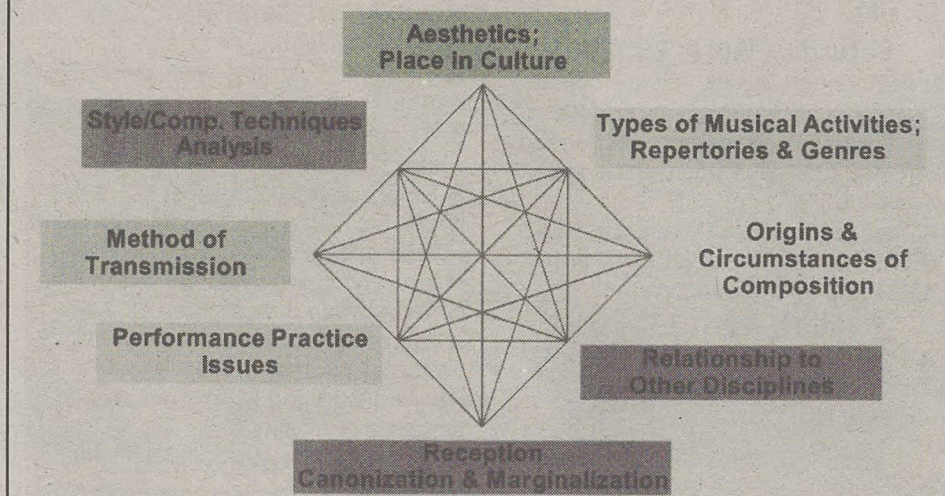 Aesthetics;
Place in Culture
Style/Comp. Techniques
Analysis
Types of Musical Activities;
Repertories & Genres
Method of
Transmission
Origins &
Circumstances of
Composition
Performance Practice
Issues
Relationship to
Other Disciplines
Reception
Canonization & Marginalization